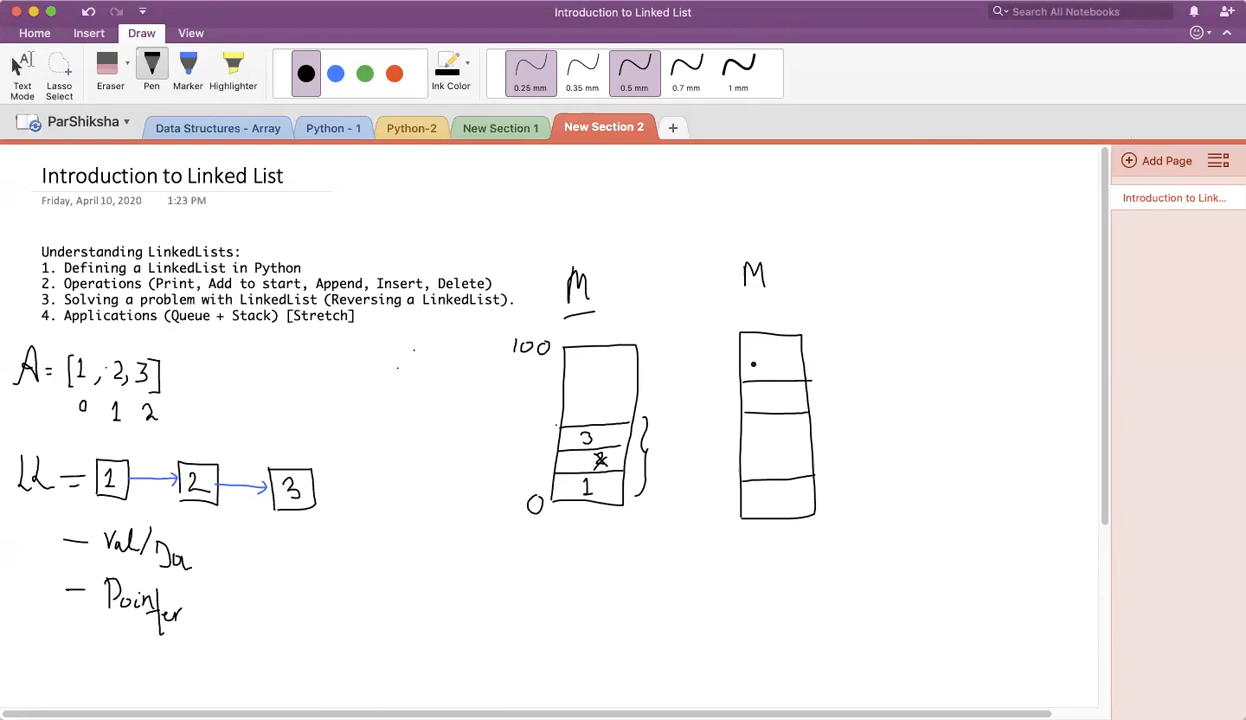 Introduction to Linked List
Search All Notebooks
Home Insert Draw View
Text Mode
Lasso Select
Eraser
Pen
Marker
Highlighter
Ink Color
0.25 mm 0.35 mm 0.5 mm 0.7 mm 1 mm
ParShiksha
Data Structures - Array Python - 1 Python-2 New Section 1 New Section 2
Add Page
Introduction to Link...
Introduction to Linked List
Friday, April 10, 2020 1:23 PM
Understanding LinkedLists:
1. Defining a LinkedList in Python
2. Operations (Print, Add to start, Append, Insert, Delete)
3. Solving a problem with LinkedList (Reversing a LinkedList).
4. Applications (Queue + Stack) [Stretch]
A = [1, 2, 3]
0 1 2
LL = 1 2 3
- Val/Da
- Pointer
M
100
3
1
0
M